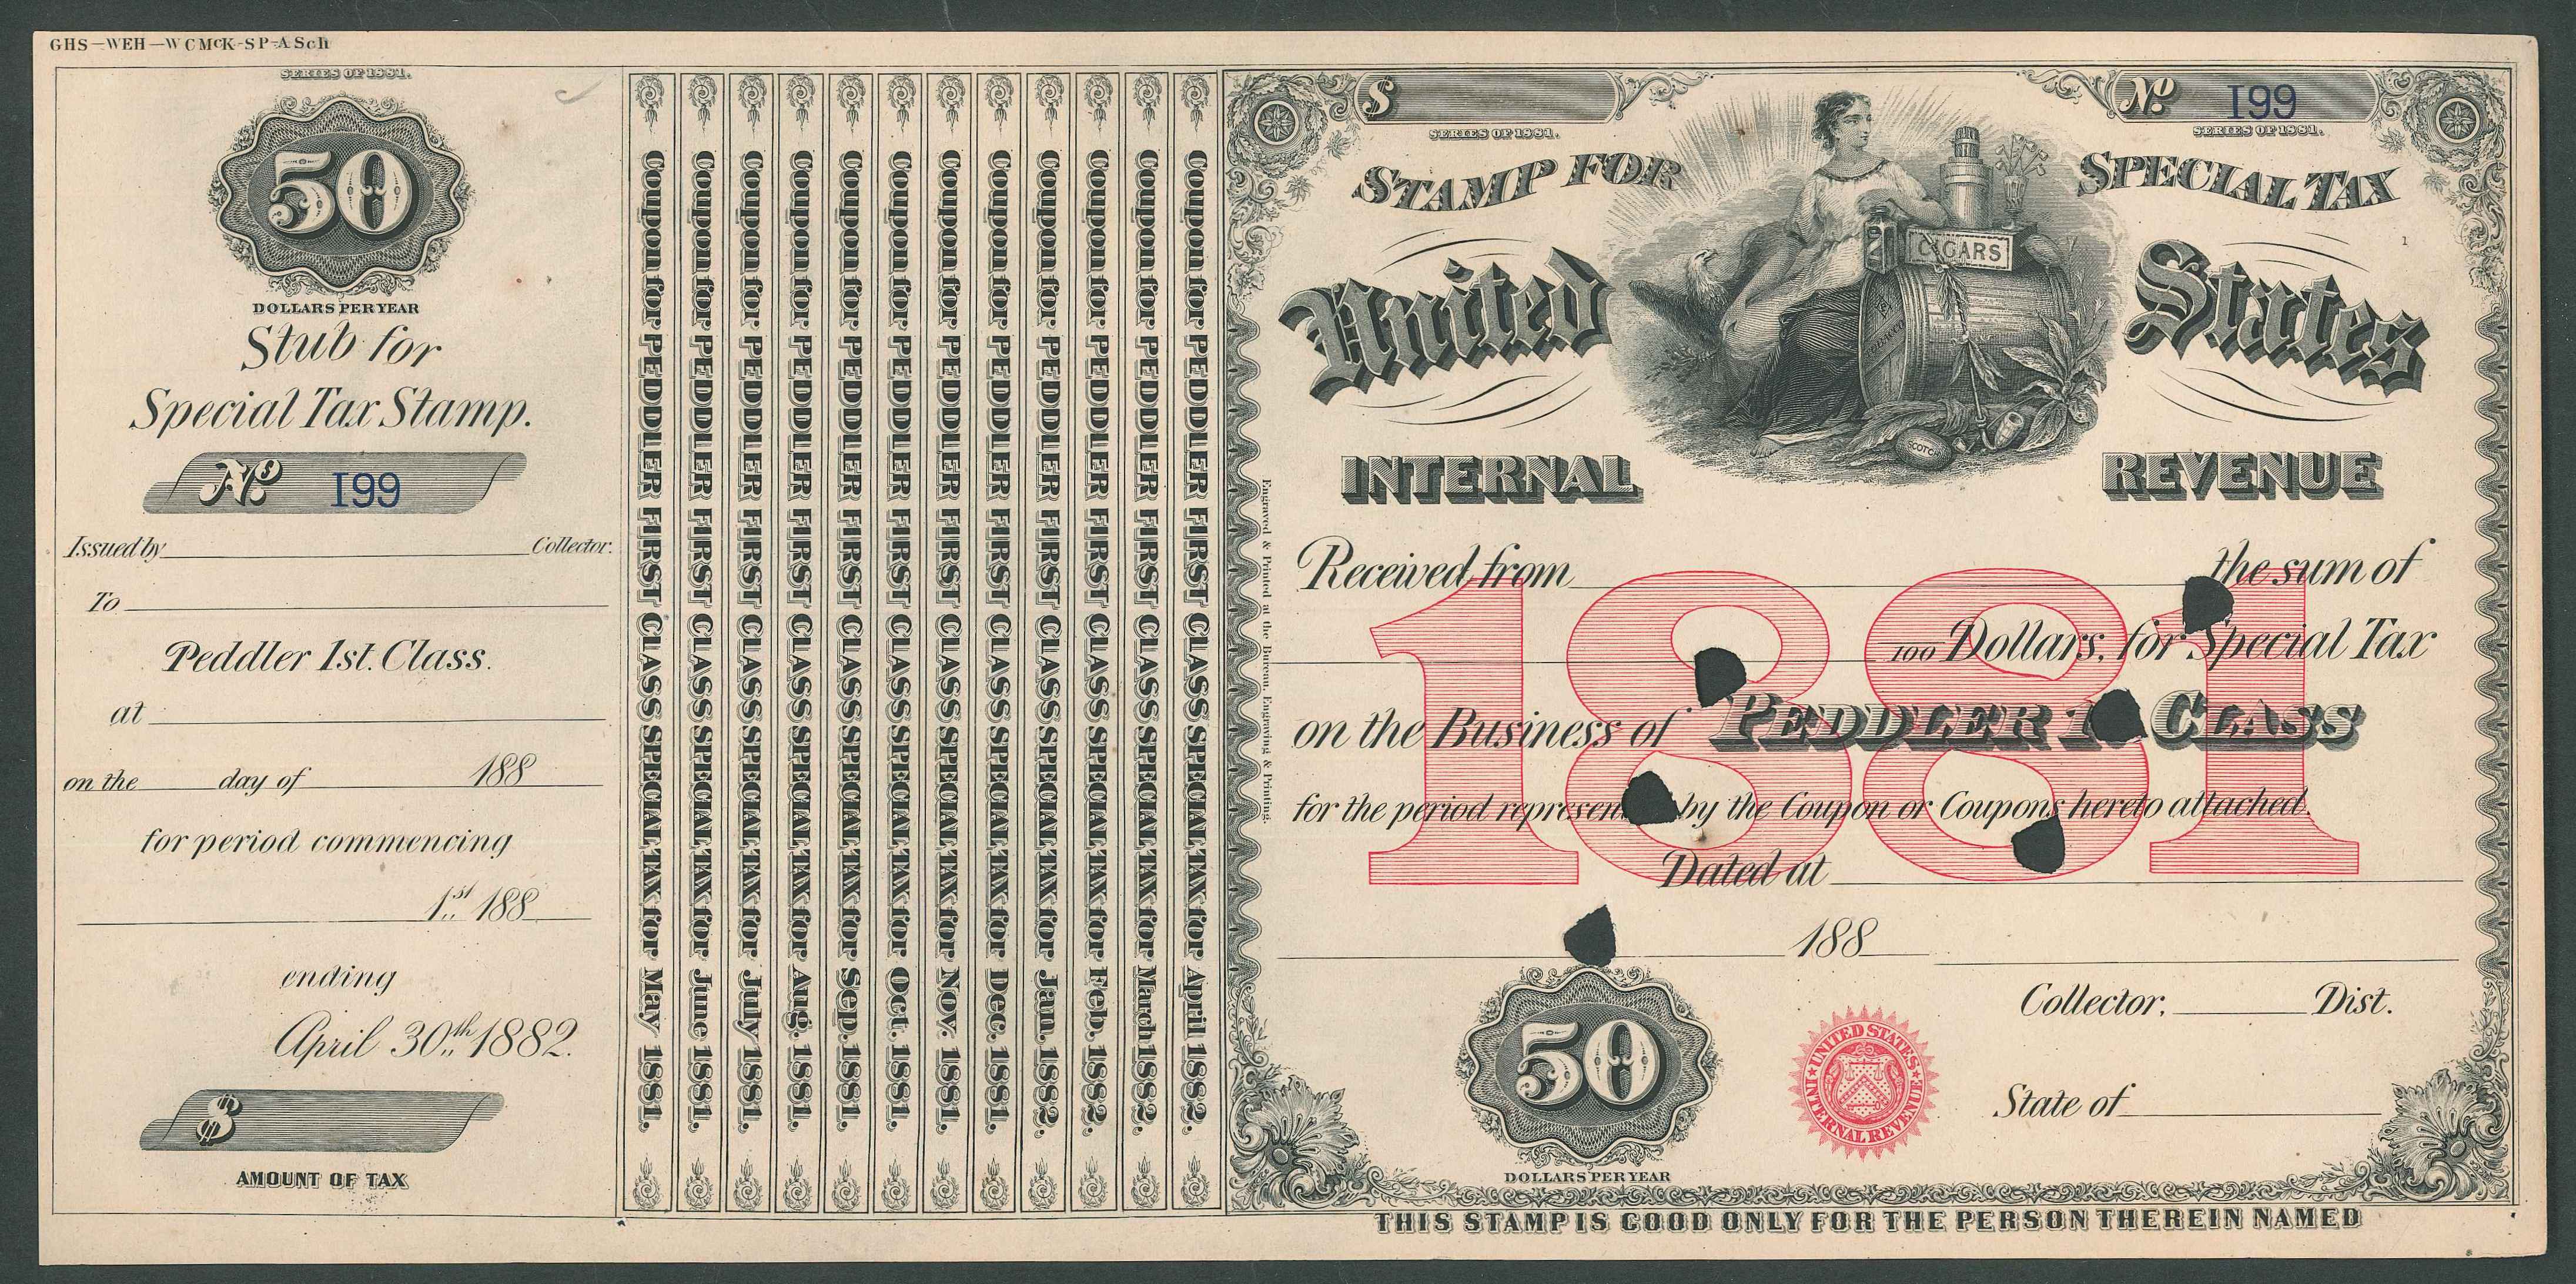 GHS—WEH—WCMcK-SP-ASch
SERIES OF 1881.
50
DOLLARS PER YEAR
Stub for
Special Tax Stamp.
No. 199
Issued by Collector.
To
Peddler 1st. Class.
at
on the day of 188
for period commencing
1st. 188
ending
April 30th. 1882.
$
AMOUNT OF TAX
Coupon for PEDDLER FIRST CLASS SPECIAL TAX for May 1881.
Coupon for PEDDLER FIRST CLASS SPECIAL TAX for June 1881.
Coupon for PEDDLER FIRST CLASS SPECIAL TAX for July 1881.
Coupon for PEDDLER FIRST CLASS SPECIAL TAX for Aug. 1881.
Coupon for PEDDLER FIRST CLASS SPECIAL TAX for Sep. 1881.
Coupon for PEDDLER FIRST CLASS SPECIAL TAX for Oct. 1881.
Coupon for PEDDLER FIRST CLASS SPECIAL TAX for Nov. 1881.
Coupon for PEDDLER FIRST CLASS SPECIAL TAX for Dec. 1881.
Coupon for PEDDLER FIRST CLASS SPECIAL TAX for Jan. 1882.
Coupon for PEDDLER FIRST CLASS SPECIAL TAX for Feb. 1882.
Coupon for PEDDLER FIRST CLASS SPECIAL TAX for March 1882.
Coupon for PEDDLER FIRST CLASS SPECIAL TAX for April 1882.
Engraved & Printed at the Bureau, Engraving & Printing.
$
SERIES OF 1881.
No. 199
SERIES OF 1881.
STAMP FOR SPECIAL TAX
1
United States
CIGARS
TOBACCO
SCOTCH
INTERNAL REVENUE
Received from the sum of
100 Dollars, for Special Tax
1881
on the Business of PEDDLER 1 CLASS
for the period represen by the Coupon or Coupons hereto attached.
Dated at
188
Collector, Dist.
State of
50
DOLLARS PER YEAR
UNITED STATES INTERNAL REVENUE
THIS STAMP IS GOOD ONLY FOR THE PERSON THEREIN NAMED